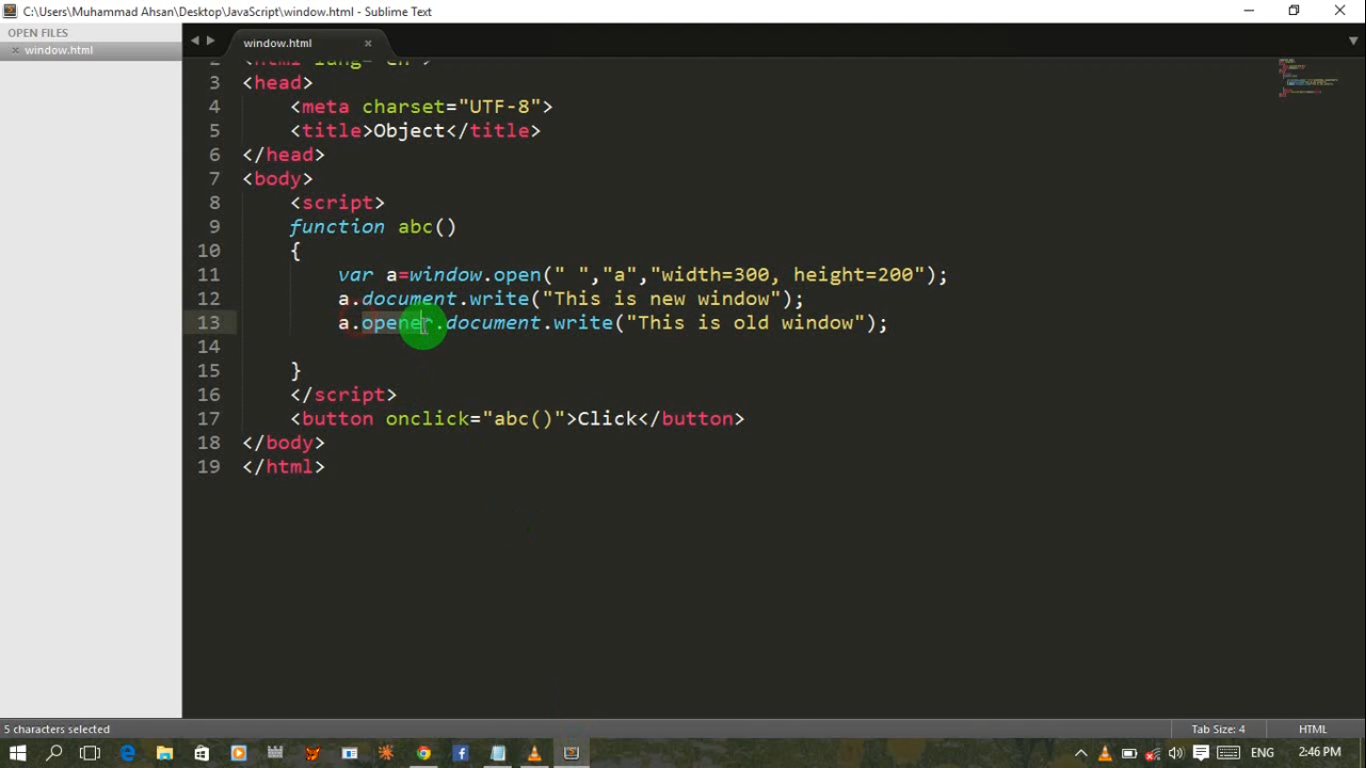 C:\Users\Muhammad Ahsan\Desktop\JavaScript\window.html - Sublime Text
OPEN FILES
window.html
window.html
2 <html lang="en">
3 <head>
4 <meta charset="UTF-8">
5 <title>Object</title>
6 </head>
7 <body>
8 <script>
9 function abc()
10 {
11 var a=window.open(" ","a","width=300, height=200");
12 a.document.write("This is new window");
13 a.opener.document.write("This is old window");
14
15 }
16 </script>
17 <button onclick="abc()">Click</button>
18 </body>
19 </html>
5 characters selected
Tab Size: 4
HTML
ENG
2:46 PM